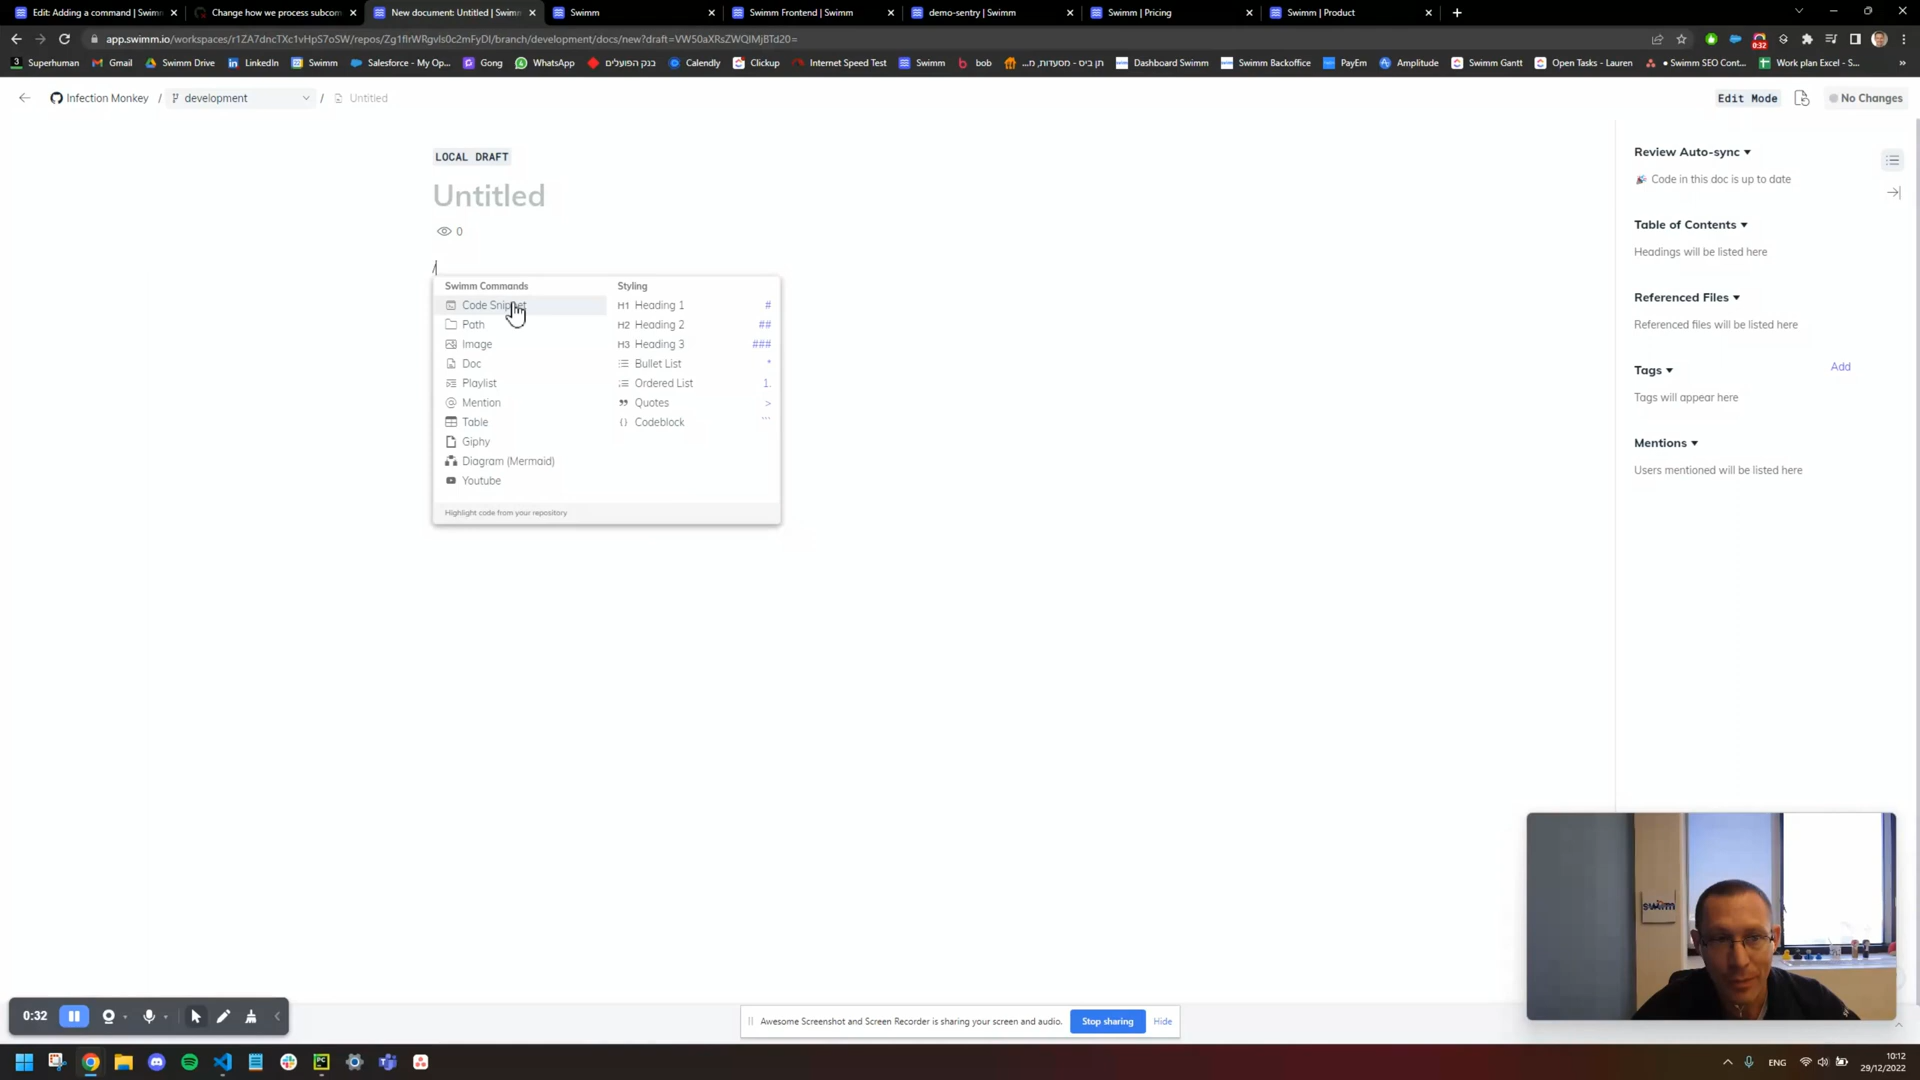 Edit: Adding a command | Swimm
Change how we process subcom
New document: Untitled | Swimm
Swimm
Swimm Frontend | Swimm
demo-sentry | Swimm
Swimm | Pricing
Swimm | Product
app.swimm.io/workspaces/r1ZA7dncTXc1vHpS7oSW/repos/Zg1flrWRgvls0c2mFyDl/branch/development/docs/new?draft=VW50aXRsZWQlMjBTd20=
0:32
3 Superhuman
Gmail
Swimm Drive
LinkedIn
Swimm
Salesforce - My Op...
Gong
WhatsApp
בנק הפועלים
Calendly
Clickup
Internet Speed Test
Swimm
bob
תן ביס - מסעדות, מ...
Dashboard Swimm
Swimm Backoffice
PayEm
Amplitude
Swimm Gantt
Open Tasks - Lauren
• Swimm SEO Cont...
Work plan Excel - S...
»
Infection Monkey / development / Untitled
Edit Mode
No Changes
LOCAL DRAFT
Untitled
0
/
Swimm Commands
Code Snippet
Path
Image
Doc
Playlist
Mention
Table
Giphy
Diagram (Mermaid)
Youtube
Styling
H1 Heading 1 #
H2 Heading 2 ##
H3 Heading 3 ###
Bullet List *
Ordered List 1.
Quotes >
Codeblock ```
Highlight code from your repository
Review Auto-sync
Code in this doc is up to date
Table of Contents
Headings will be listed here
Referenced Files
Referenced files will be listed here
Tags
Add
Tags will appear here
Mentions
Users mentioned will be listed here
swimm
0:32
Awesome Screenshot and Screen Recorder is sharing your screen and audio.
Stop sharing
Hide
ENG
10:12
29/12/2022